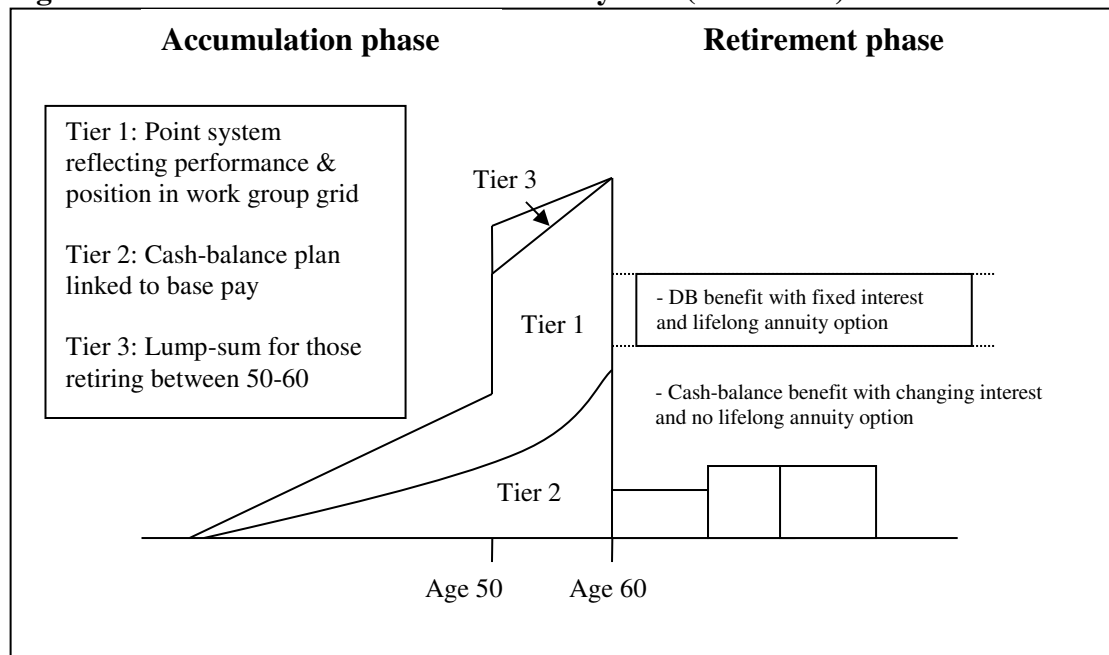 Accumulation phase
Retirement phase
Tier 1: Point system
reflecting performance &
position in work group grid
Tier 2: Cash-balance plan
linked to base pay
Tier 3: Lump-sum for those
retiring between 50-60
Tier 3
Tier 1
Tier 2
- DB benefit with fixed interest
and lifelong annuity option
- Cash-balance benefit with changing interest
and no lifelong annuity option
Age 50
Age 60